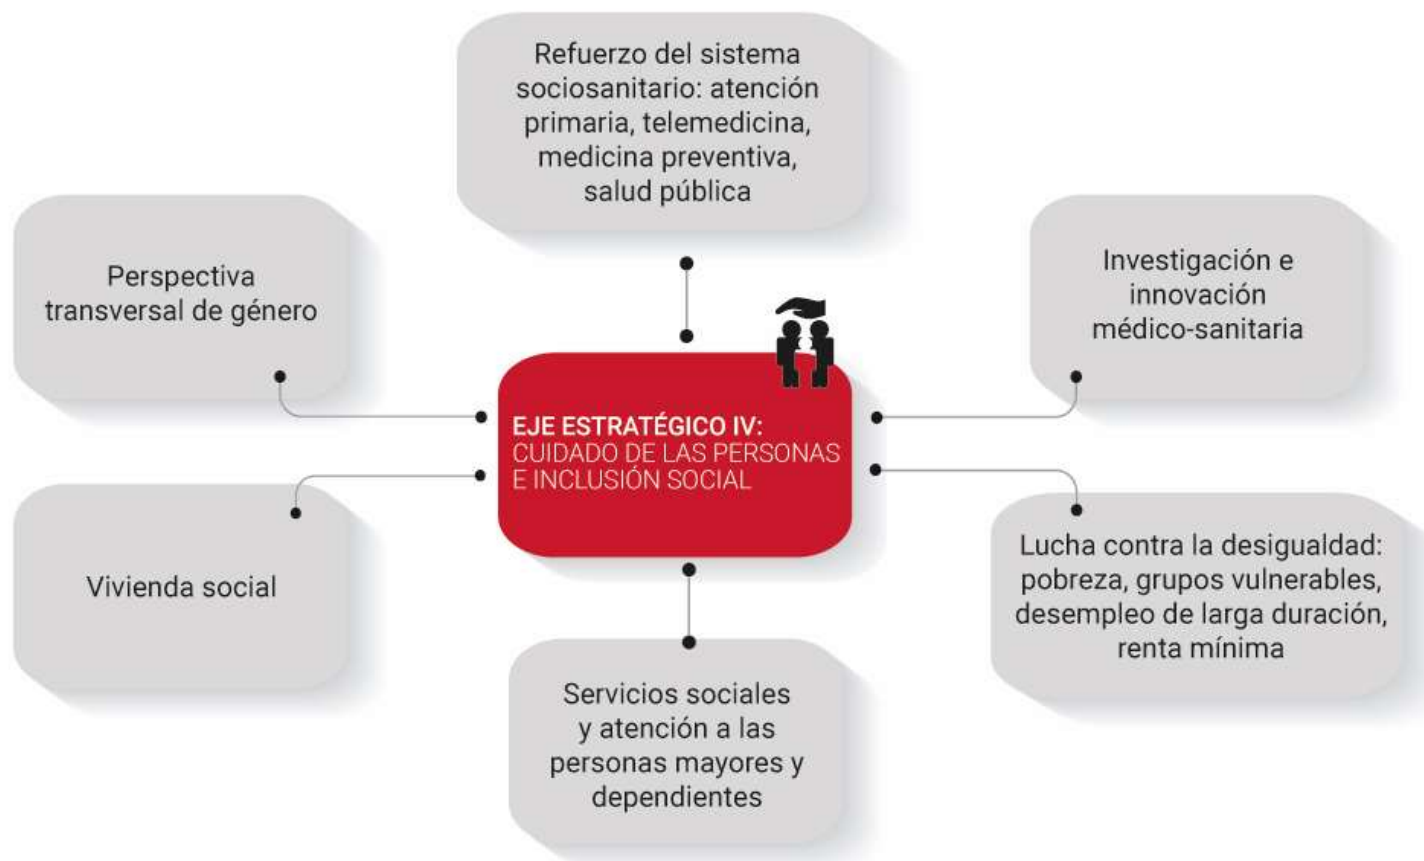 Refuerzo del sistema
sociosanitario: atención
primaria, telemedicina,
medicina preventiva,
salud pública
Perspectiva
transversal de género
Investigación e
innovación
médico-sanitaria
EJE ESTRATÉGICO IV:
CUIDADO DE LAS PERSONAS
E INCLUSIÓN SOCIAL
Vivienda social
Lucha contra la desigualdad:
pobreza, grupos vulnerables,
desempleo de larga duración,
renta mínima
Servicios sociales
y atención a las
personas mayores y
dependientes